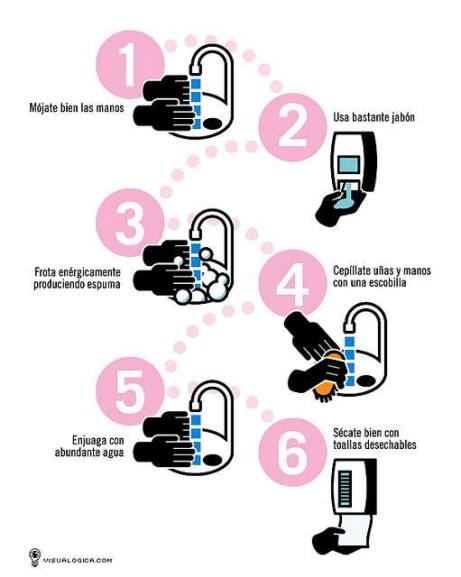 1
Mójate bien las manos
2
Usa bastante jabón
3
Frota enérgicamente
produciendo espuma
4
Cepíllate uñas y manos
con una escobilla
5
Enjuaga con
abundante agua
6
Sécate bien con
toallas desechables
VISUALOGICA.COM